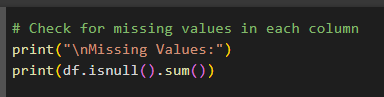 # Check for missing values in each column
print("\nMissing Values:")
print(df.isnull().sum())